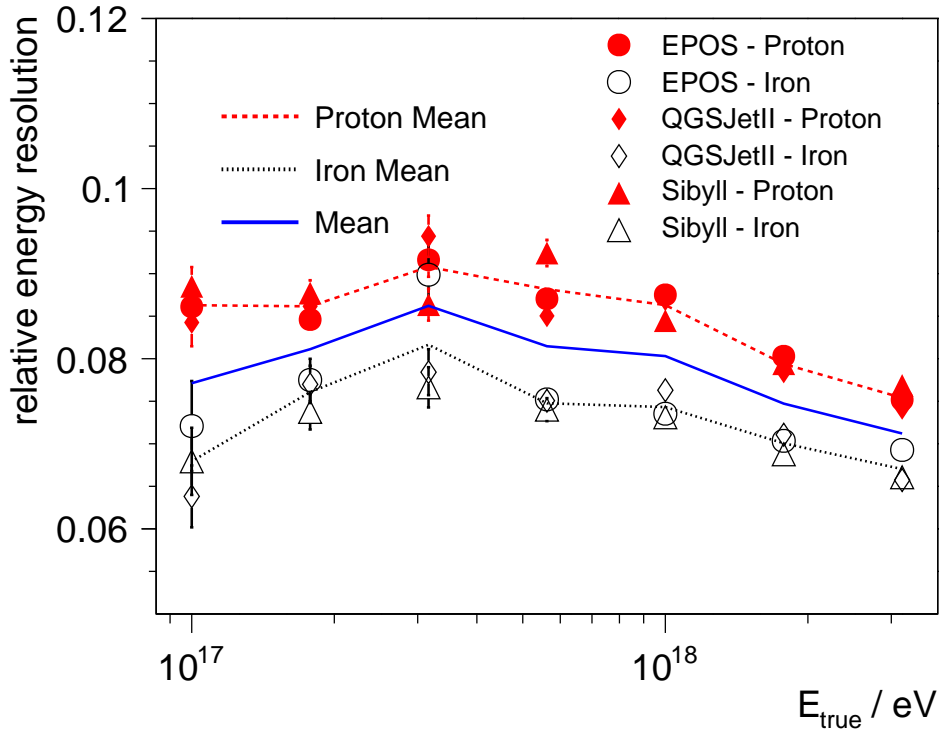 0.12
0.1
0.08
0.06
relative energy resolution
EPOS - Proton
EPOS - Iron
QGSJetII - Proton
QGSJetII - Iron
Sibyll - Proton
Sibyll - Iron
Proton Mean
Iron Mean
Mean
10^17
10^18
E_true / eV